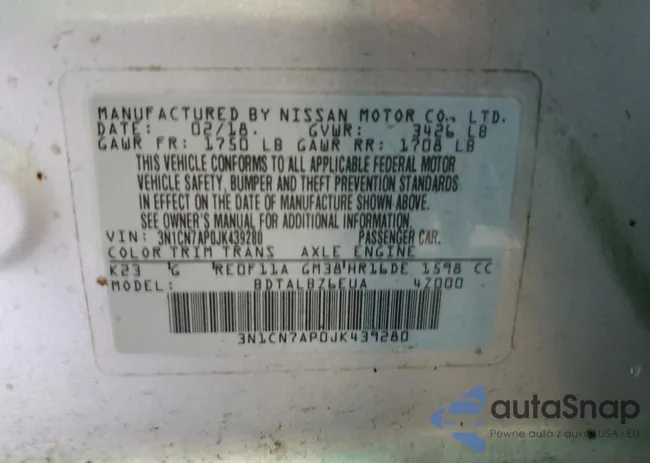 MANUFACTURED BY NISSAN MOTOR CO., LTD.
DATE: 02/18. GVWR: 3426 LB
GAWR FR: 1750 LB GAWR RR: 1708 LB
THIS VEHICLE CONFORMS TO ALL APPLICABLE FEDERAL MOTOR
VEHICLE SAFETY, BUMPER AND THEFT PREVENTION STANDARDS
IN EFFECT ON THE DATE OF MANUFACTURE SHOWN ABOVE.
SEE OWNER'S MANUAL FOR ADDITIONAL INFORMATION.
VIN: 3N1CN7AP0JK439280 PASSENGER CAR.
COLOR TRIM TRANS AXLE ENGINE
K23 G RE0F11A GM38 HR16DE 1598 CC
MODEL: BDTALBZ6EUA 4Z000
3N1CN7AP0JK439280
autaSnap
Pewne auta z aukcji USA - EU